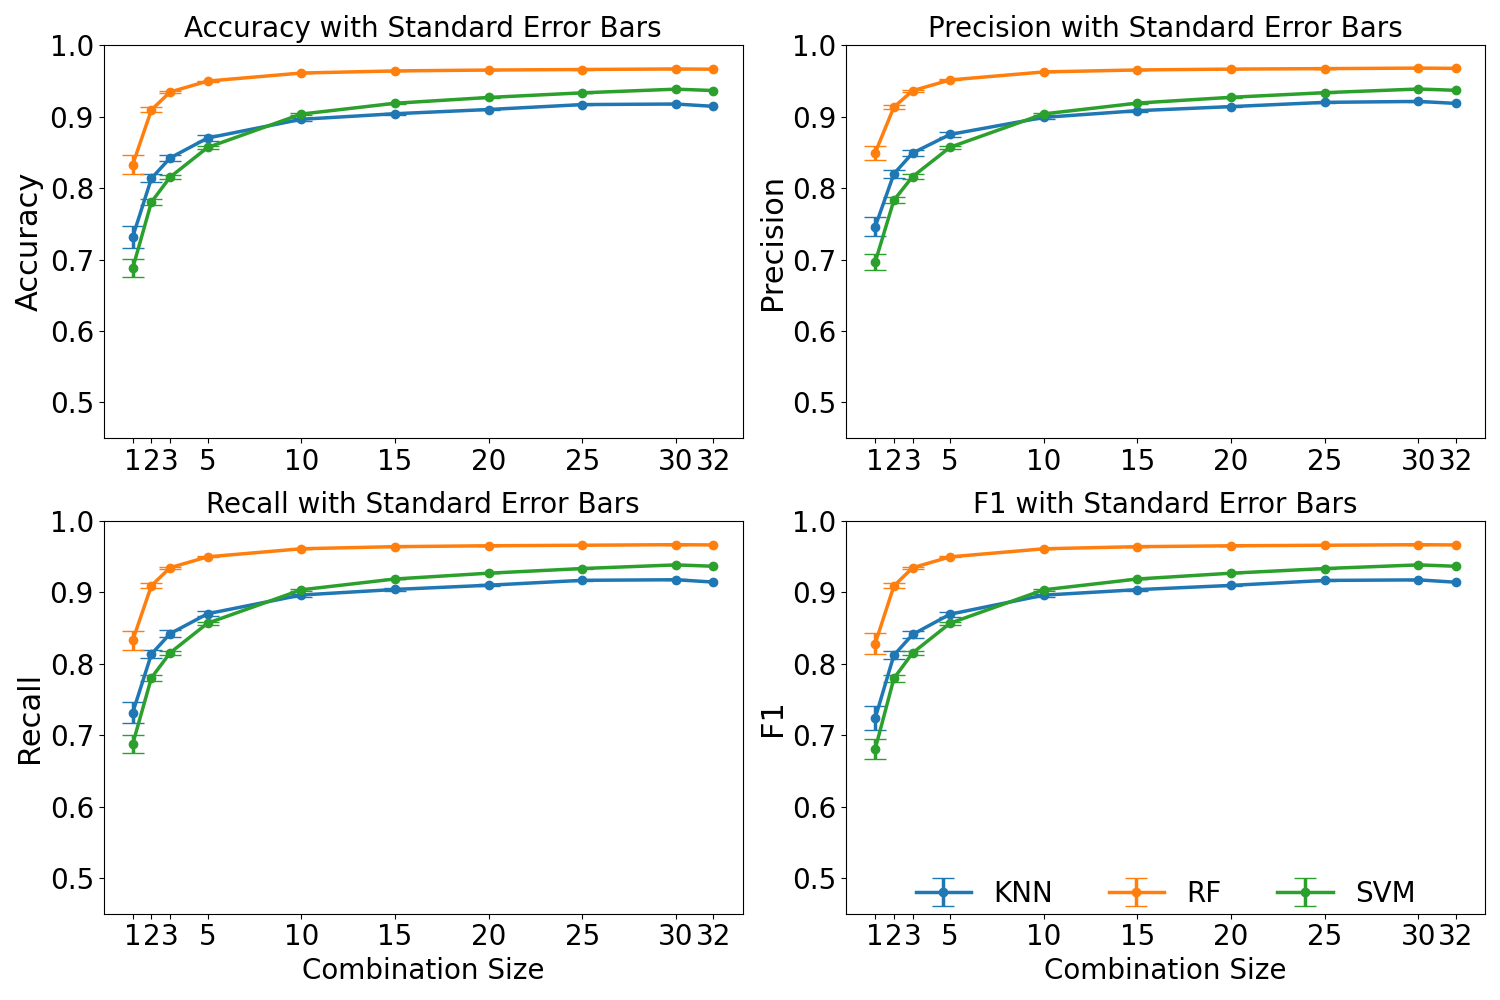 Accuracy with Standard Error Bars
Accuracy
1.0
0.9
0.8
0.7
0.6
0.5
1 2 3 5 10 15 20 25 30 32
Precision with Standard Error Bars
Precision
1.0
0.9
0.8
0.7
0.6
0.5
1 2 3 5 10 15 20 25 30 32
Recall with Standard Error Bars
Recall
1.0
0.9
0.8
0.7
0.6
0.5
1 2 3 5 10 15 20 25 30 32
Combination Size
F1 with Standard Error Bars
F1
1.0
0.9
0.8
0.7
0.6
0.5
KNN RF SVM
1 2 3 5 10 15 20 25 30 32
Combination Size